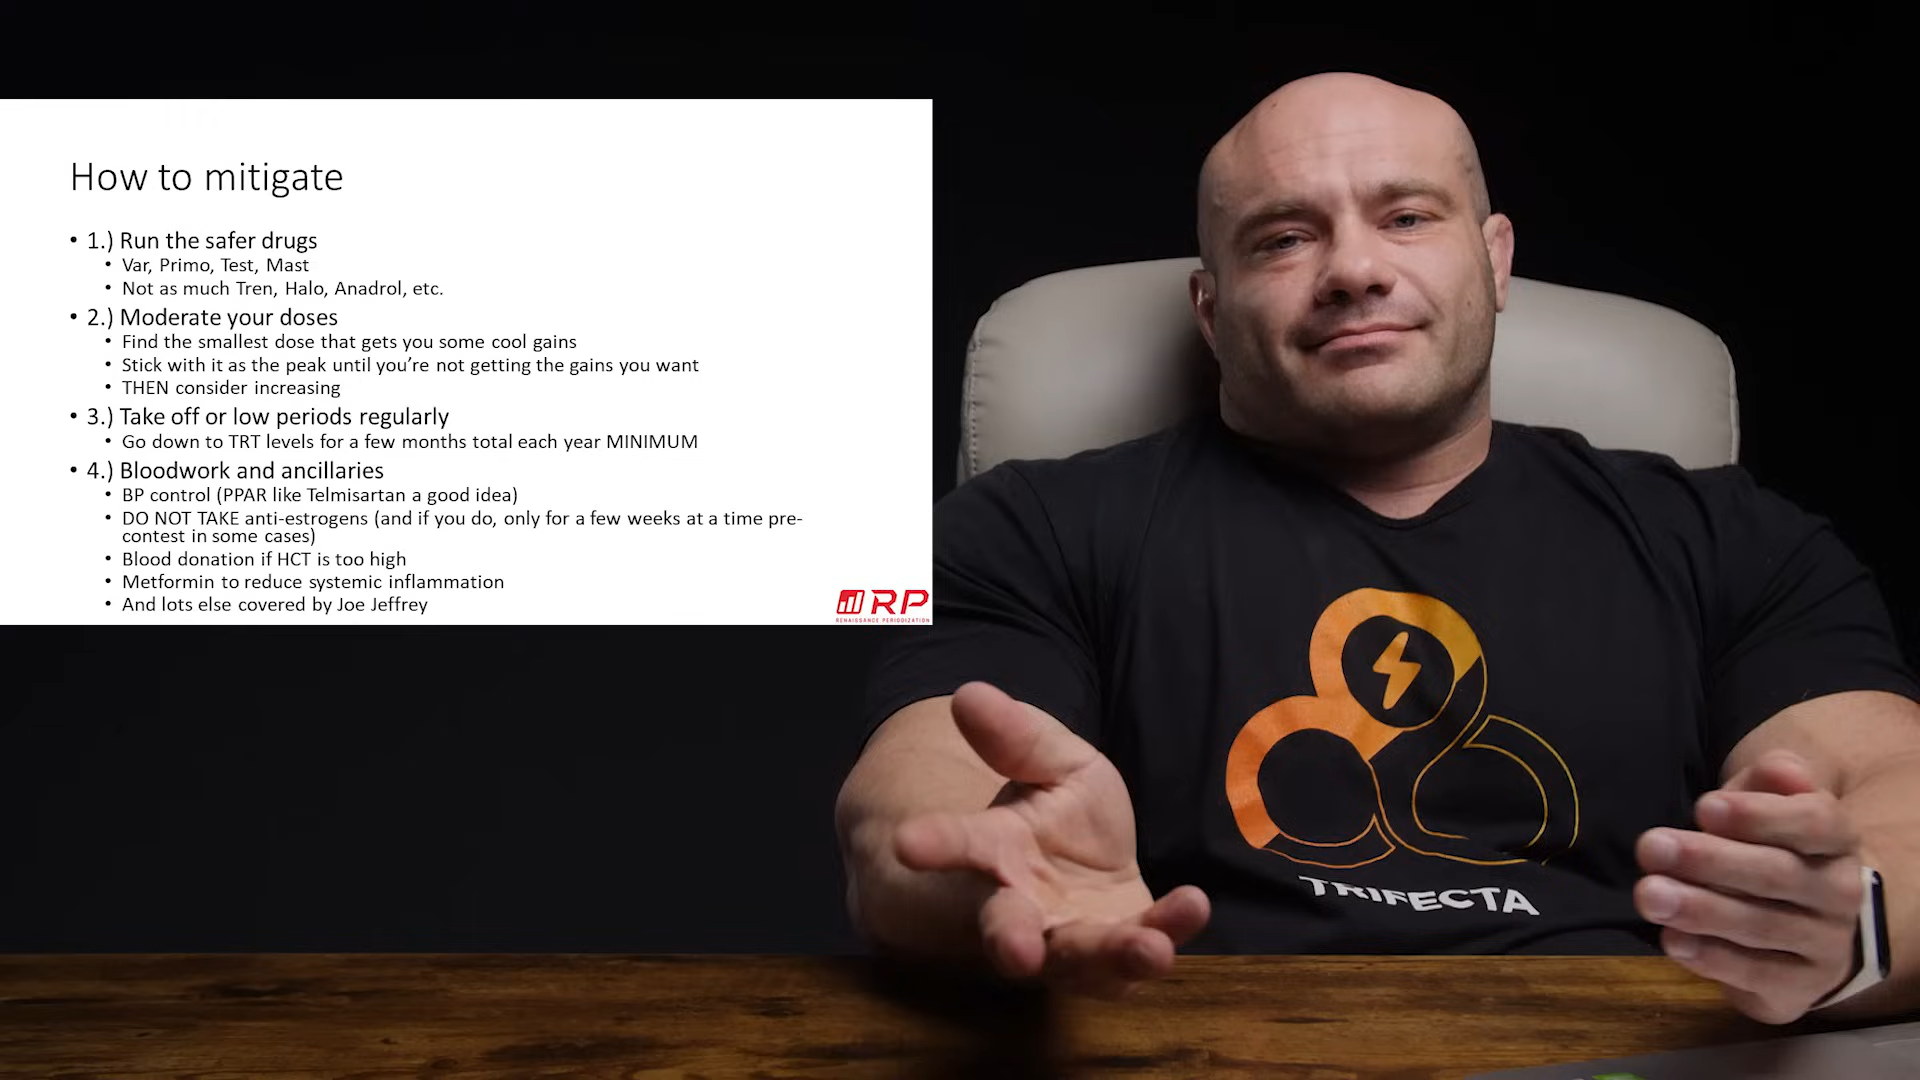 How to mitigate
• 1.) Run the safer drugs
• Var, Primo, Test, Mast
• Not as much Tren, Halo, Anadrol, etc.
• 2.) Moderate your doses
• Find the smallest dose that gets you some cool gains
• Stick with it as the peak until you’re not getting the gains you want
• THEN consider increasing
• 3.) Take off or low periods regularly
• Go down to TRT levels for a few months total each year MINIMUM
• 4.) Bloodwork and ancillaries
• BP control (PPAR like Telmisartan a good idea)
• DO NOT TAKE anti-estrogens (and if you do, only for a few weeks at a time pre-
contest in some cases)
• Blood donation if HCT is too high
• Metformin to reduce systemic inflammation
• And lots else covered by Joe Jeffrey
RP
RENAISSANCE PERIODIZATION
TRIFECTA